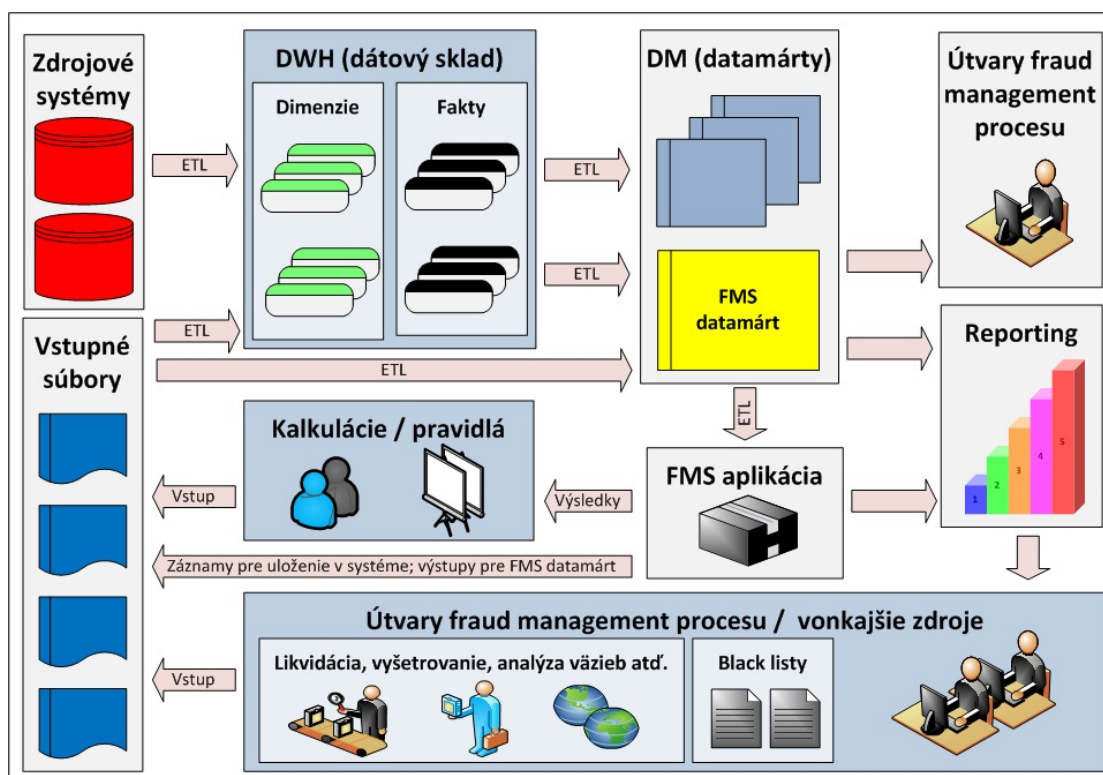 Zdrojové
systémy
ETL
DWH (dátový sklad)
Dimenzie
Fakty
ETL
ETL
DM (datamárty)
FMS
datamárt
Útvary fraud
management
procesu
Vstupné
súbory
ETL
ETL
ETL
Reporting
1
2
3
4
5
Kalkulácie / pravidlá
Vstup
Výsledky
FMS aplikácia
Záznamy pre uloženie v systéme; výstupy pre FMS datamárt
Útvary fraud management procesu / vonkajšie zdroje
Likvidácia, vyšetrovanie, analýza väzieb atď.
Black listy
Vstup